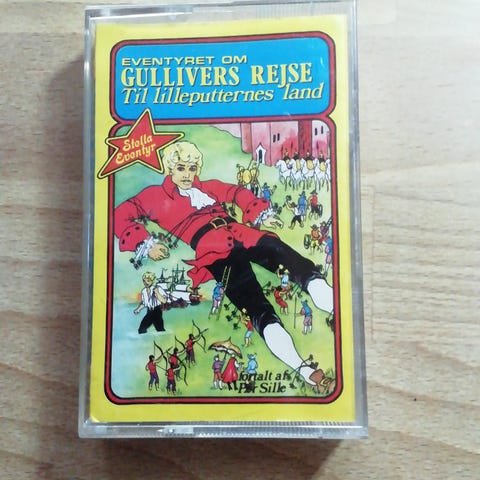 EVENTYRET OM
GULLIVERS REJSE
Til lilleputternes land
Stella
Eventyr
fortalt af
Per Sille